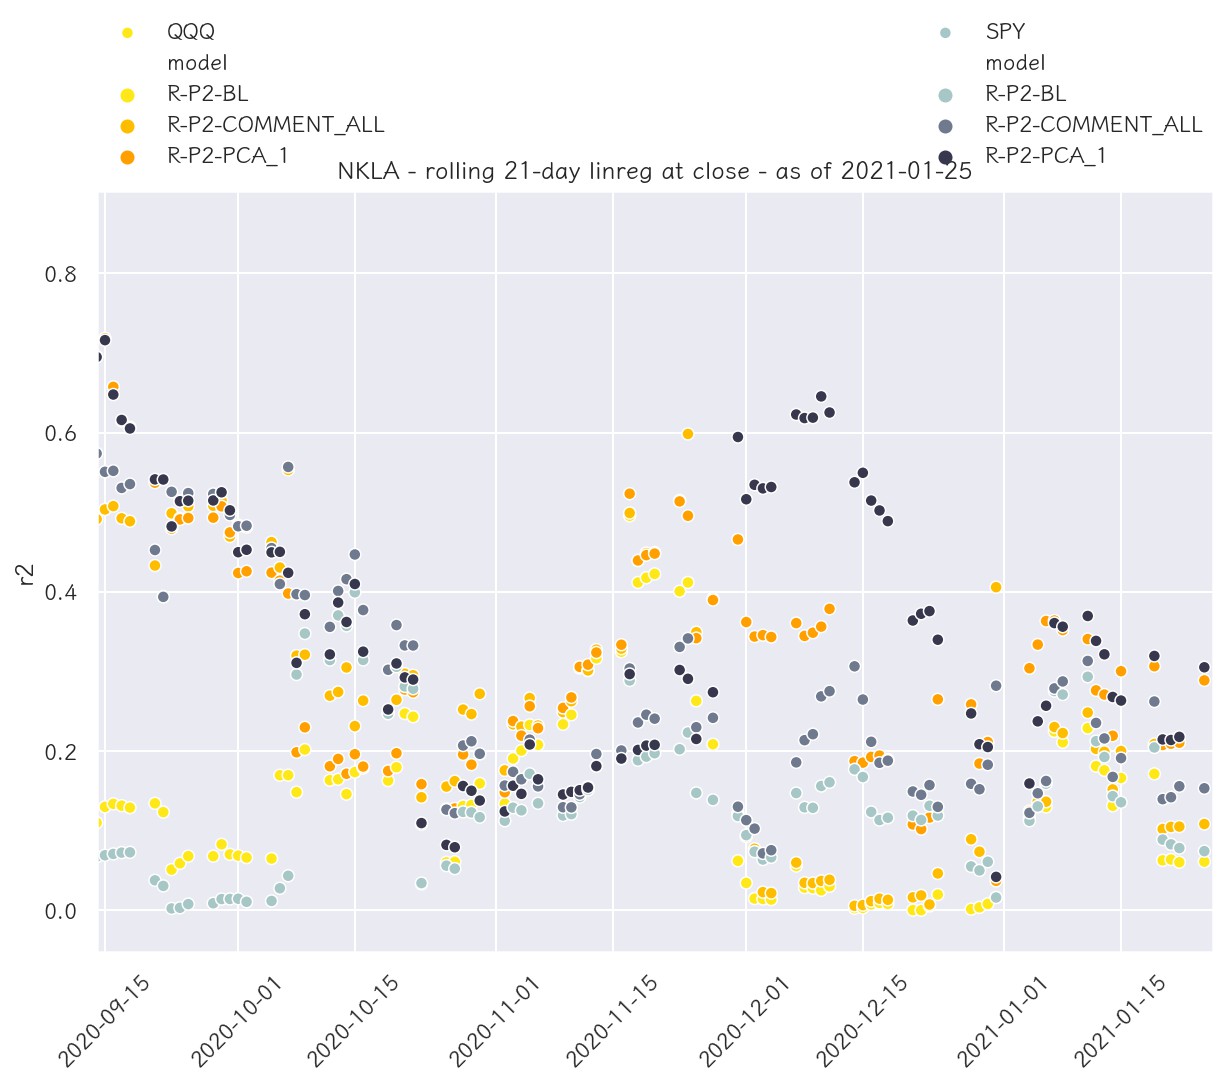 QQQ
model
R-P2-BL
R-P2-COMMENT_ALL
R-P2-PCA_1
SPY
model
R-P2-BL
R-P2-COMMENT_ALL
R-P2-PCA_1
NKLA - rolling 21-day linreg at close - as of 2021-01-25
r2
0.8
0.6
0.4
0.2
0.0
2020-09-15
2020-10-01
2020-10-15
2020-11-01
2020-11-15
2020-12-01
2020-12-15
2021-01-01
2021-01-15